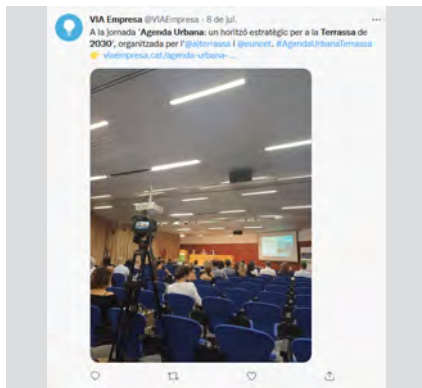 VIA Empresa @VIAEmpresa · 8 de jul.
A la jornada 'Agenda Urbana: un horitzó estratègic per a la Terrassa de
2030', organitzada per l'@ajterrassa i @euncet. #AgendaUrbanaTerrassa
👉 viaempresa.cat/agenda-urbana-...